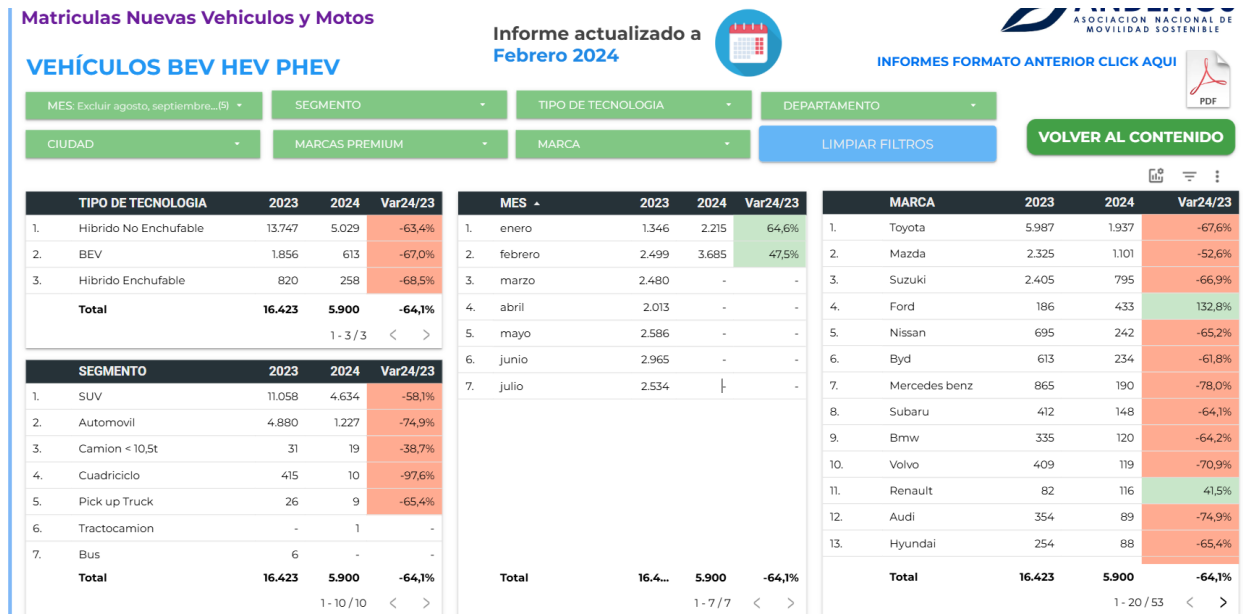 Matriculas Nuevas Vehiculos y Motos
Informe actualizado a
Febrero 2024
ASOCIACION NACIONAL DE
MOVILIDAD SOSTENIBLE
VEHÍCULOS BEV HEV PHEV
INFORMES FORMATO ANTERIOR CLICK AQUI
PDF
MES: Excluir agosto, septiembre...(5)
SEGMENTO
TIPO DE TECNOLOGIA
DEPARTAMENTO
CIUDAD
MARCAS PREMIUM
MARCA
LIMPIAR FILTROS
VOLVER AL CONTENIDO
TIPO DE TECNOLOGIA 2023 2024 Var24/23
1. Hibrido No Enchufable 13.747 5.029 -63,4%
2. BEV 1.856 613 -67,0%
3. Hibrido Enchufable 820 258 -68,5%
Total 16.423 5.900 -64,1%
1 - 3 / 3 < >
SEGMENTO 2023 2024 Var24/23
1. SUV 11.058 4.634 -58,1%
2. Automovil 4.880 1.227 -74,9%
3. Camion < 10,5t 31 19 -38,7%
4. Cuadriciclo 415 10 -97,6%
5. Pick up Truck 26 9 -65,4%
6. Tractocamion - 1 -
7. Bus 6 - -
Total 16.423 5.900 -64,1%
1 - 10 / 10 < >
MES 2023 2024 Var24/23
1. enero 1.346 2.215 64,6%
2. febrero 2.499 3.685 47,5%
3. marzo 2.480 - -
4. abril 2.013 - -
5. mayo 2.586 - -
6. junio 2.965 - -
7. julio 2.534 - -
Total 16.4... 5.900 -64,1%
1 - 7 / 7 < >
MARCA 2023 2024 Var24/23
1. Toyota 5.987 1.937 -67,6%
2. Mazda 2.325 1.101 -52,6%
3. Suzuki 2.405 795 -66,9%
4. Ford 186 433 132,8%
5. Nissan 695 242 -65,2%
6. Byd 613 234 -61,8%
7. Mercedes benz 865 190 -78,0%
8. Subaru 412 148 -64,1%
9. Bmw 335 120 -64,2%
10. Volvo 409 119 -70,9%
11. Renault 82 116 41,5%
12. Audi 354 89 -74,9%
13. Hyundai 254 88 -65,4%
Total 16.423 5.900 -64,1%
1 - 20 / 53 < >